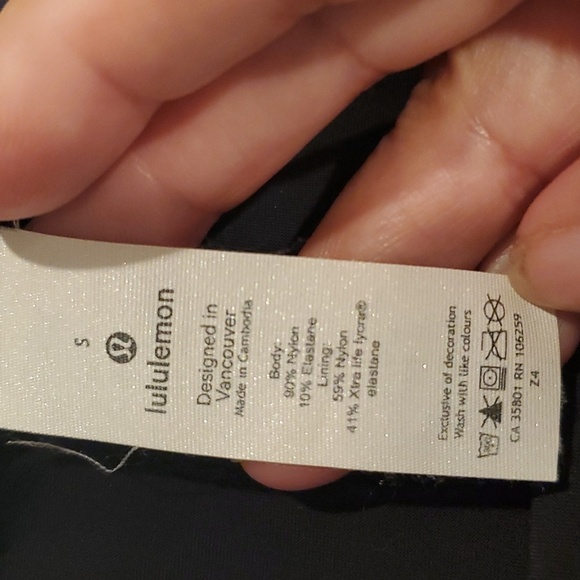 S
lululemon
Designed in
Vancouver
Made in Cambodia
Body:
90% Nylon
10% Elastane
Lining:
59% Nylon
41% Xtra life lycra®
elastane
Exclusive of decoration
Wash with like colours
CA 35801 RN 106259
Z4